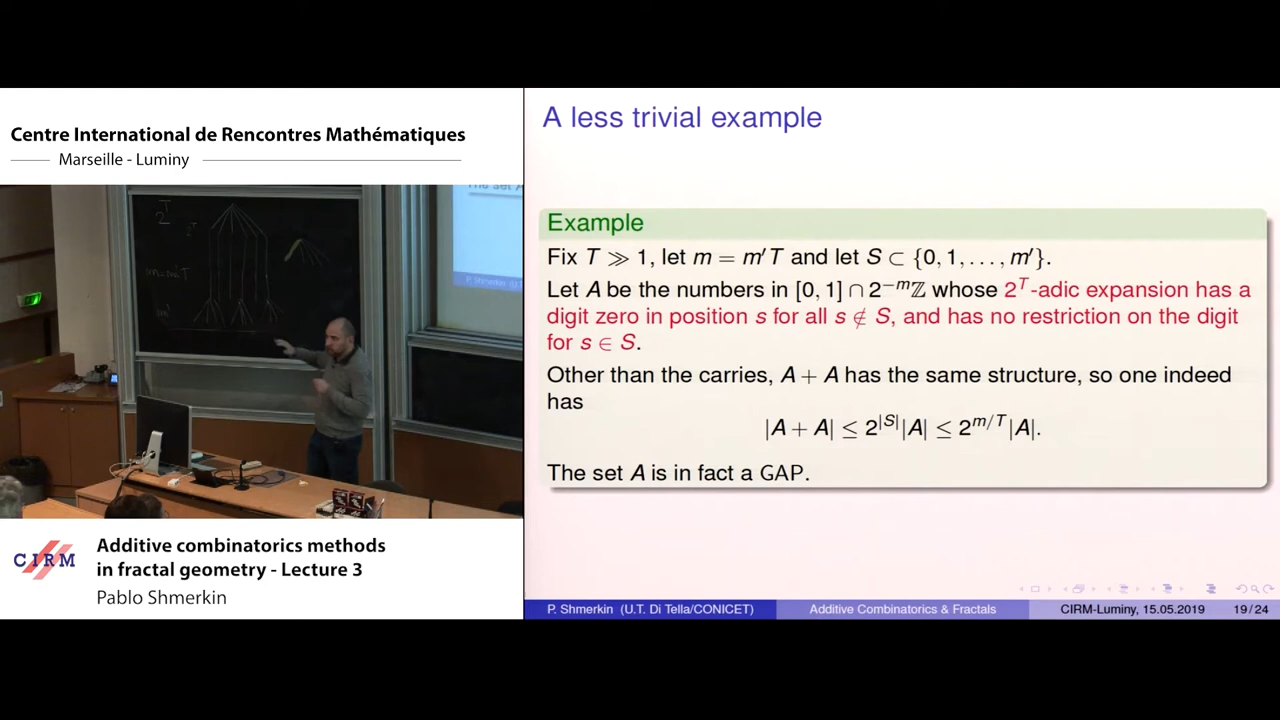 Centre International de Rencontres Mathématiques
Marseille - Luminy
2^T
2^T
m=m'T
C I R M
Additive combinatorics methods
in fractal geometry - Lecture 3
Pablo Shmerkin
A less trivial example
Example
Fix T ≫ 1, let m = m′T and let S ⊂ {0, 1, . . . , m′}.
Let A be the numbers in [0, 1] ∩ 2^{−m}ℤ whose 2^T-adic expansion has a
digit zero in position s for all s ∉ S, and has no restriction on the digit
for s ∈ S.
Other than the carries, A + A has the same structure, so one indeed
has
|A + A| ≤ 2^{|S|}|A| ≤ 2^{m/T}|A|.
The set A is in fact a GAP.
P. Shmerkin (U.T. Di Tella/CONICET)
Additive Combinatorics & Fractals
CIRM-Luminy, 15.05.2019
19 / 24